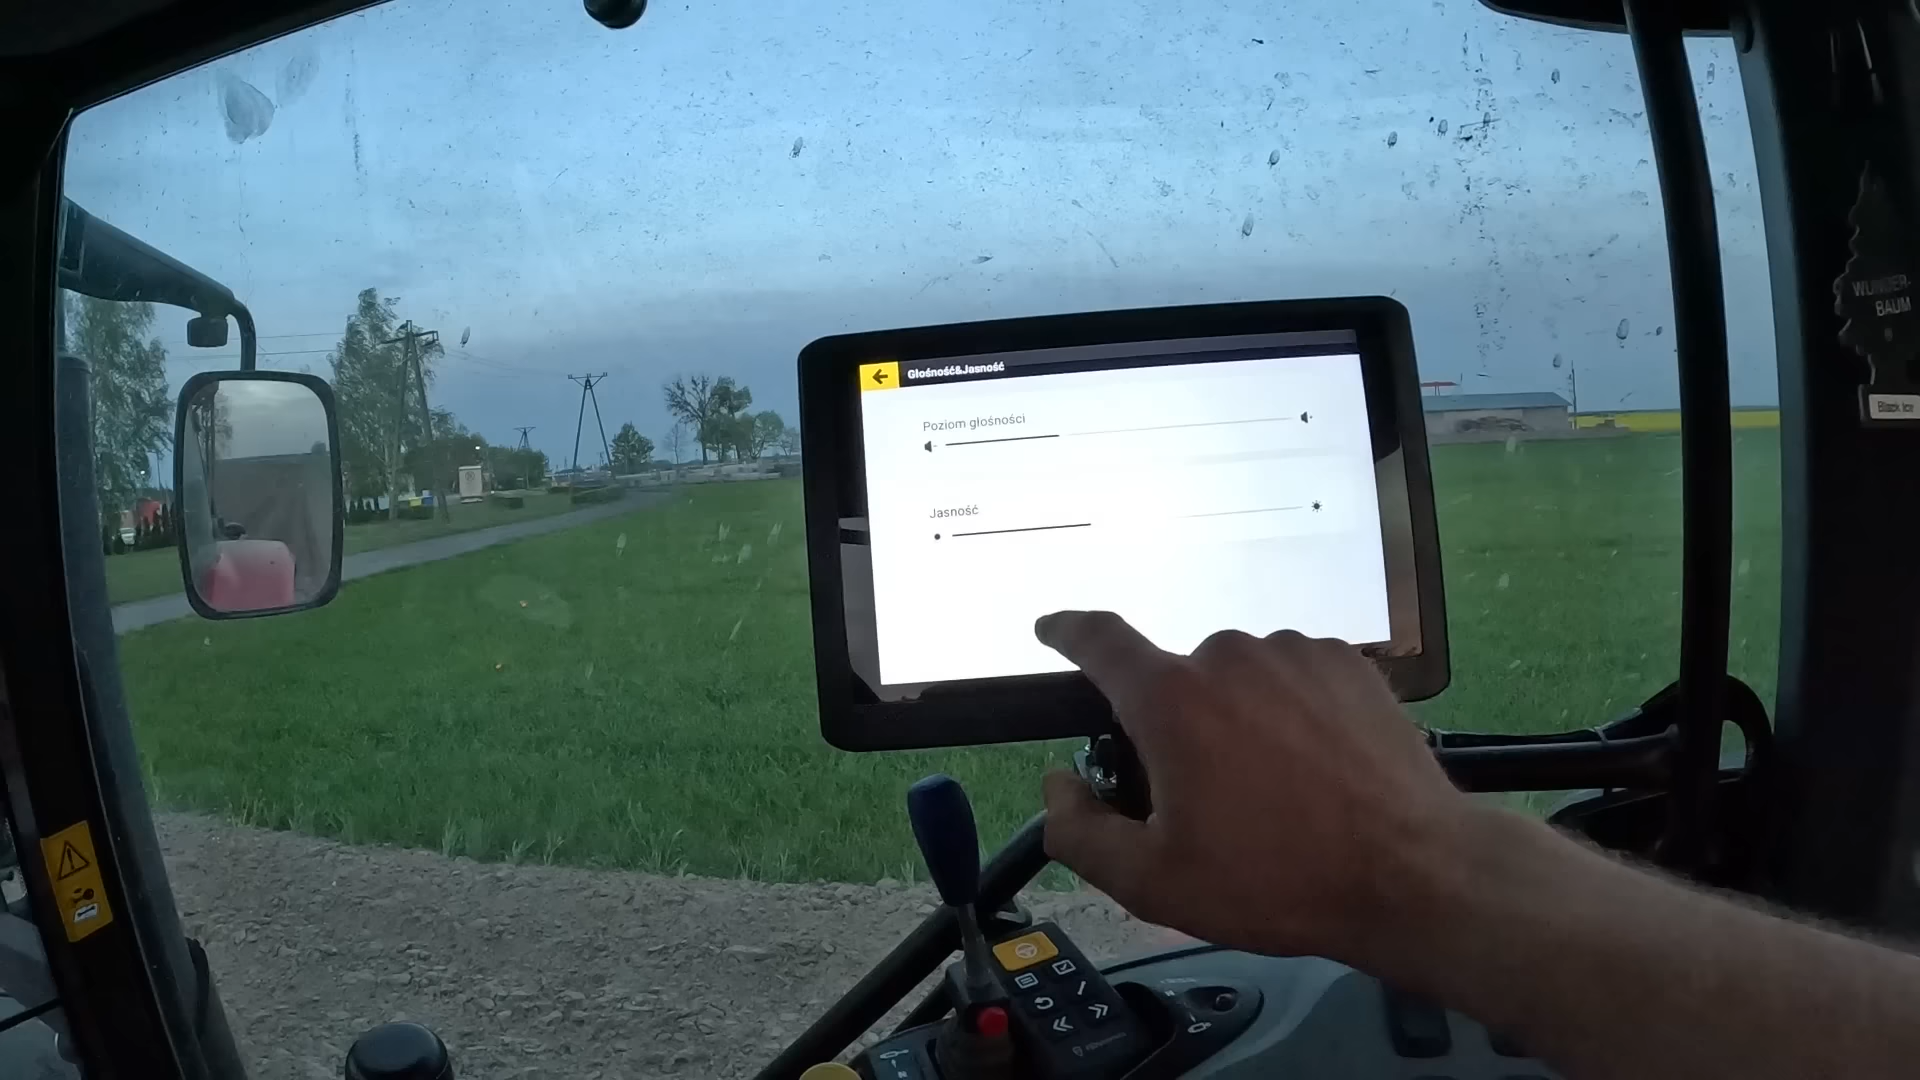 Głośność&Jasność
Poziom głośności
Jasność
WUNDER-
BAUM
Black Ice